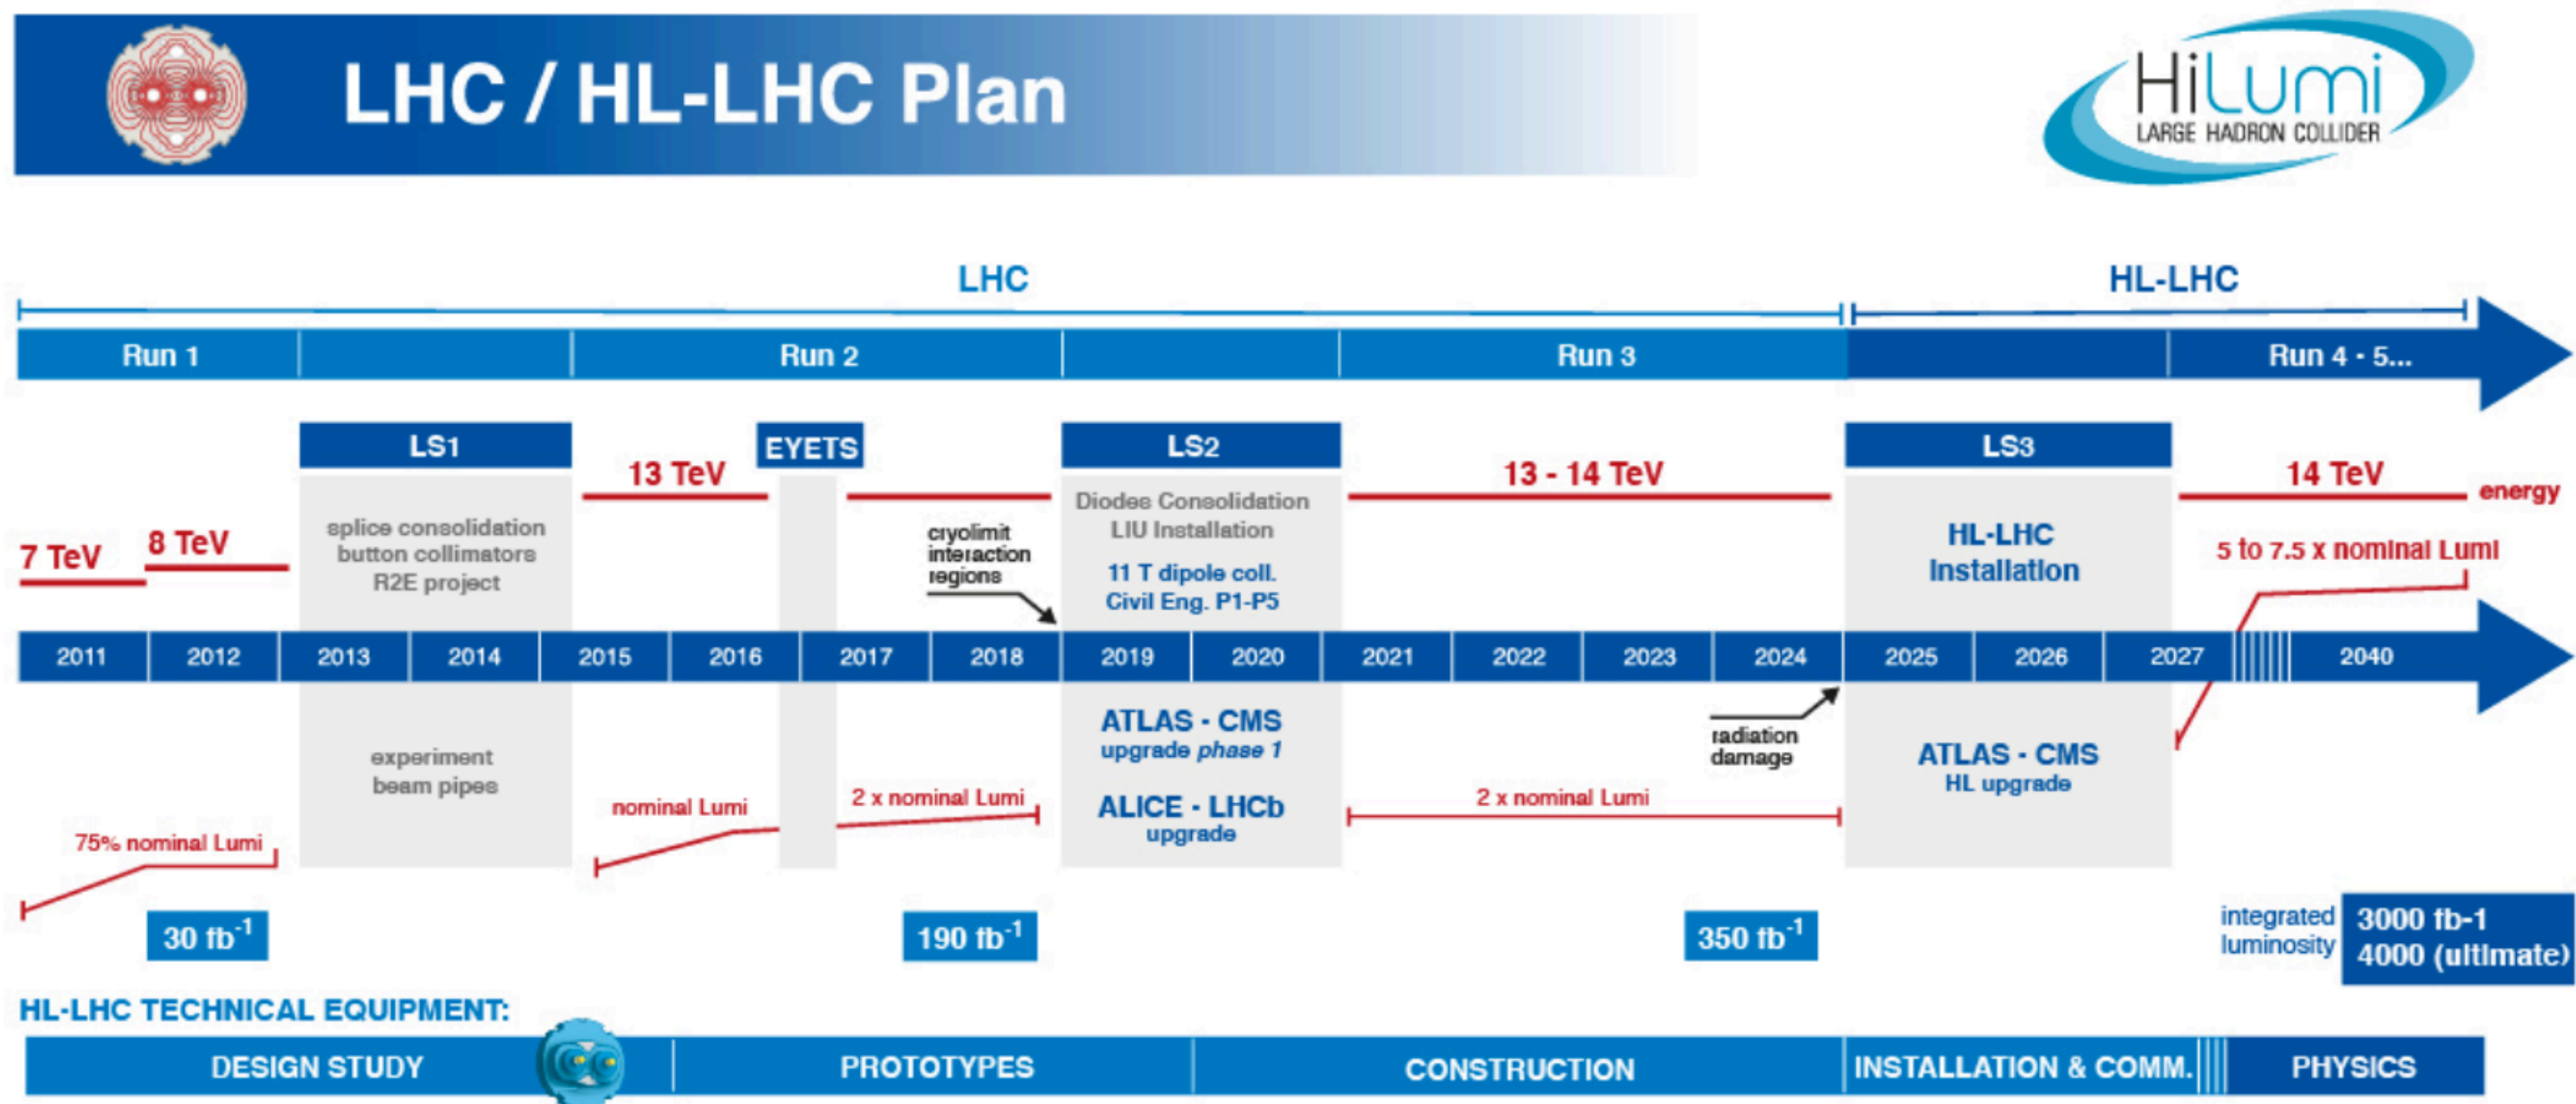 LHC / HL-LHC Plan
HiLumi
LARGE HADRON COLLIDER
LHC
HL-LHC
Run 1
Run 2
Run 3
Run 4 - 5...
LS1
EYETS
LS2
LS3
13 TeV
13 - 14 TeV
14 TeV
energy
7 TeV
8 TeV
splice consolidation
button collimators
R2E project
cryolimit
interaction
regions
Diodes Consolidation
LIU Installation
11 T dipole coll.
Civil Eng. P1-P5
HL-LHC
Installation
5 to 7.5 x nominal Lumi
2011
2012
2013
2014
2015
2016
2017
2018
2019
2020
2021
2022
2023
2024
2025
2026
2027
2040
experiment
beam pipes
ATLAS - CMS
upgrade phase 1
ALICE - LHCb
upgrade
radiation
damage
ATLAS - CMS
HL upgrade
75% nominal Lumi
nominal Lumi
2 x nominal Lumi
2 x nominal Lumi
30 fb⁻¹
190 fb⁻¹
350 fb⁻¹
integrated
luminosity
3000 fb-1
4000 (ultimate)
HL-LHC TECHNICAL EQUIPMENT:
DESIGN STUDY
PROTOTYPES
CONSTRUCTION
INSTALLATION & COMM.
PHYSICS